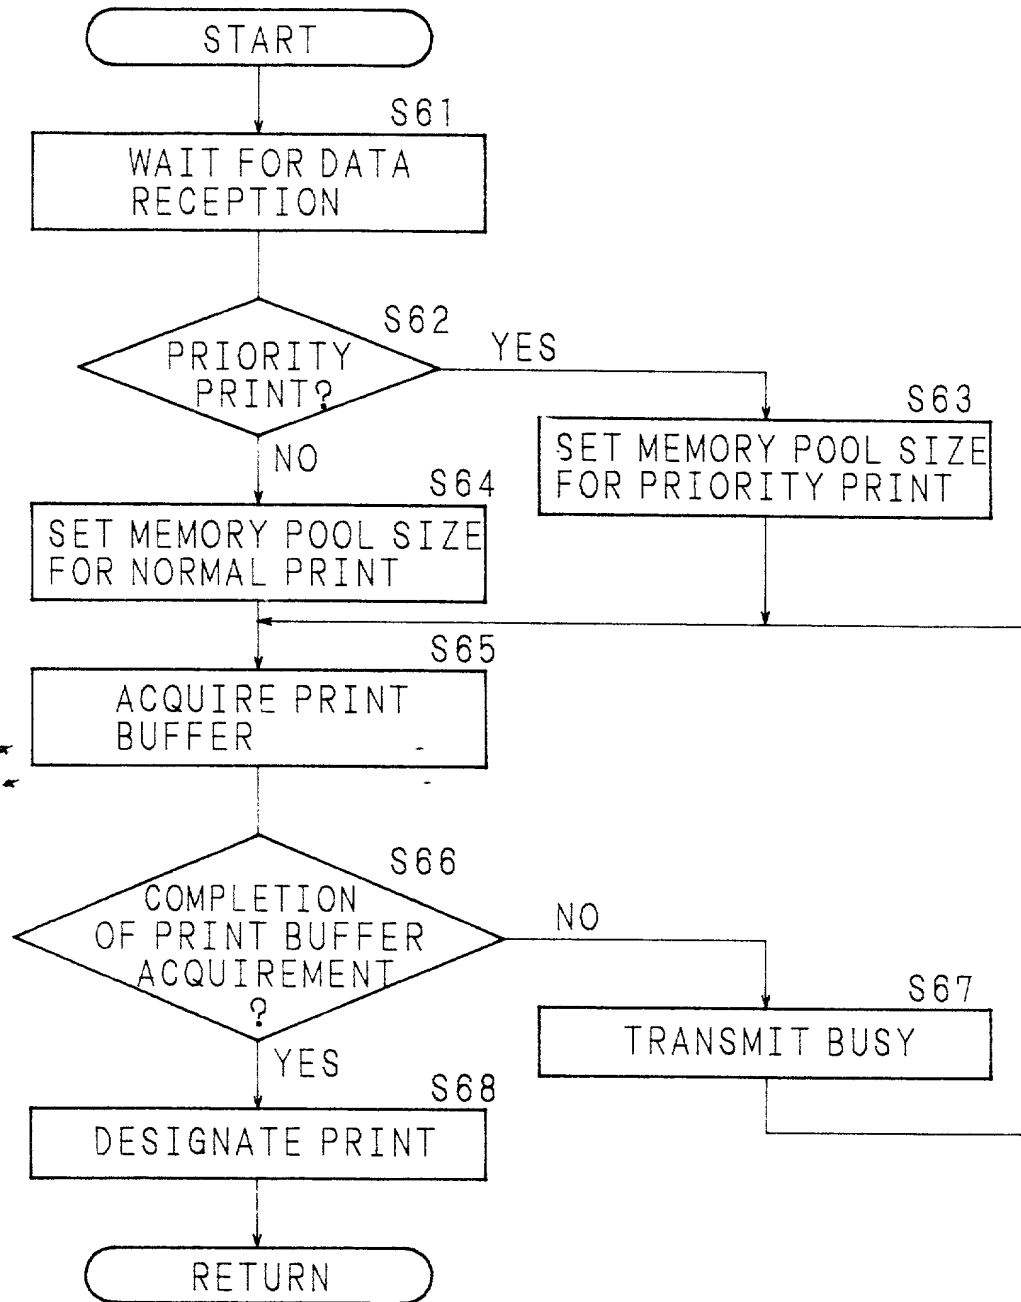 START
S61
WAIT FOR DATA
RECEPTION
S62
PRIORITY
PRINT?
YES
NO
S63
SET MEMORY POOL SIZE
FOR PRIORITY PRINT
S64
SET MEMORY POOL SIZE
FOR NORMAL PRINT
S65
ACQUIRE PRINT
BUFFER
S66
COMPLETION
OF PRINT BUFFER
ACQUIREMENT
?
NO
YES
S67
TRANSMIT BUSY
S68
DESIGNATE PRINT
RETURN